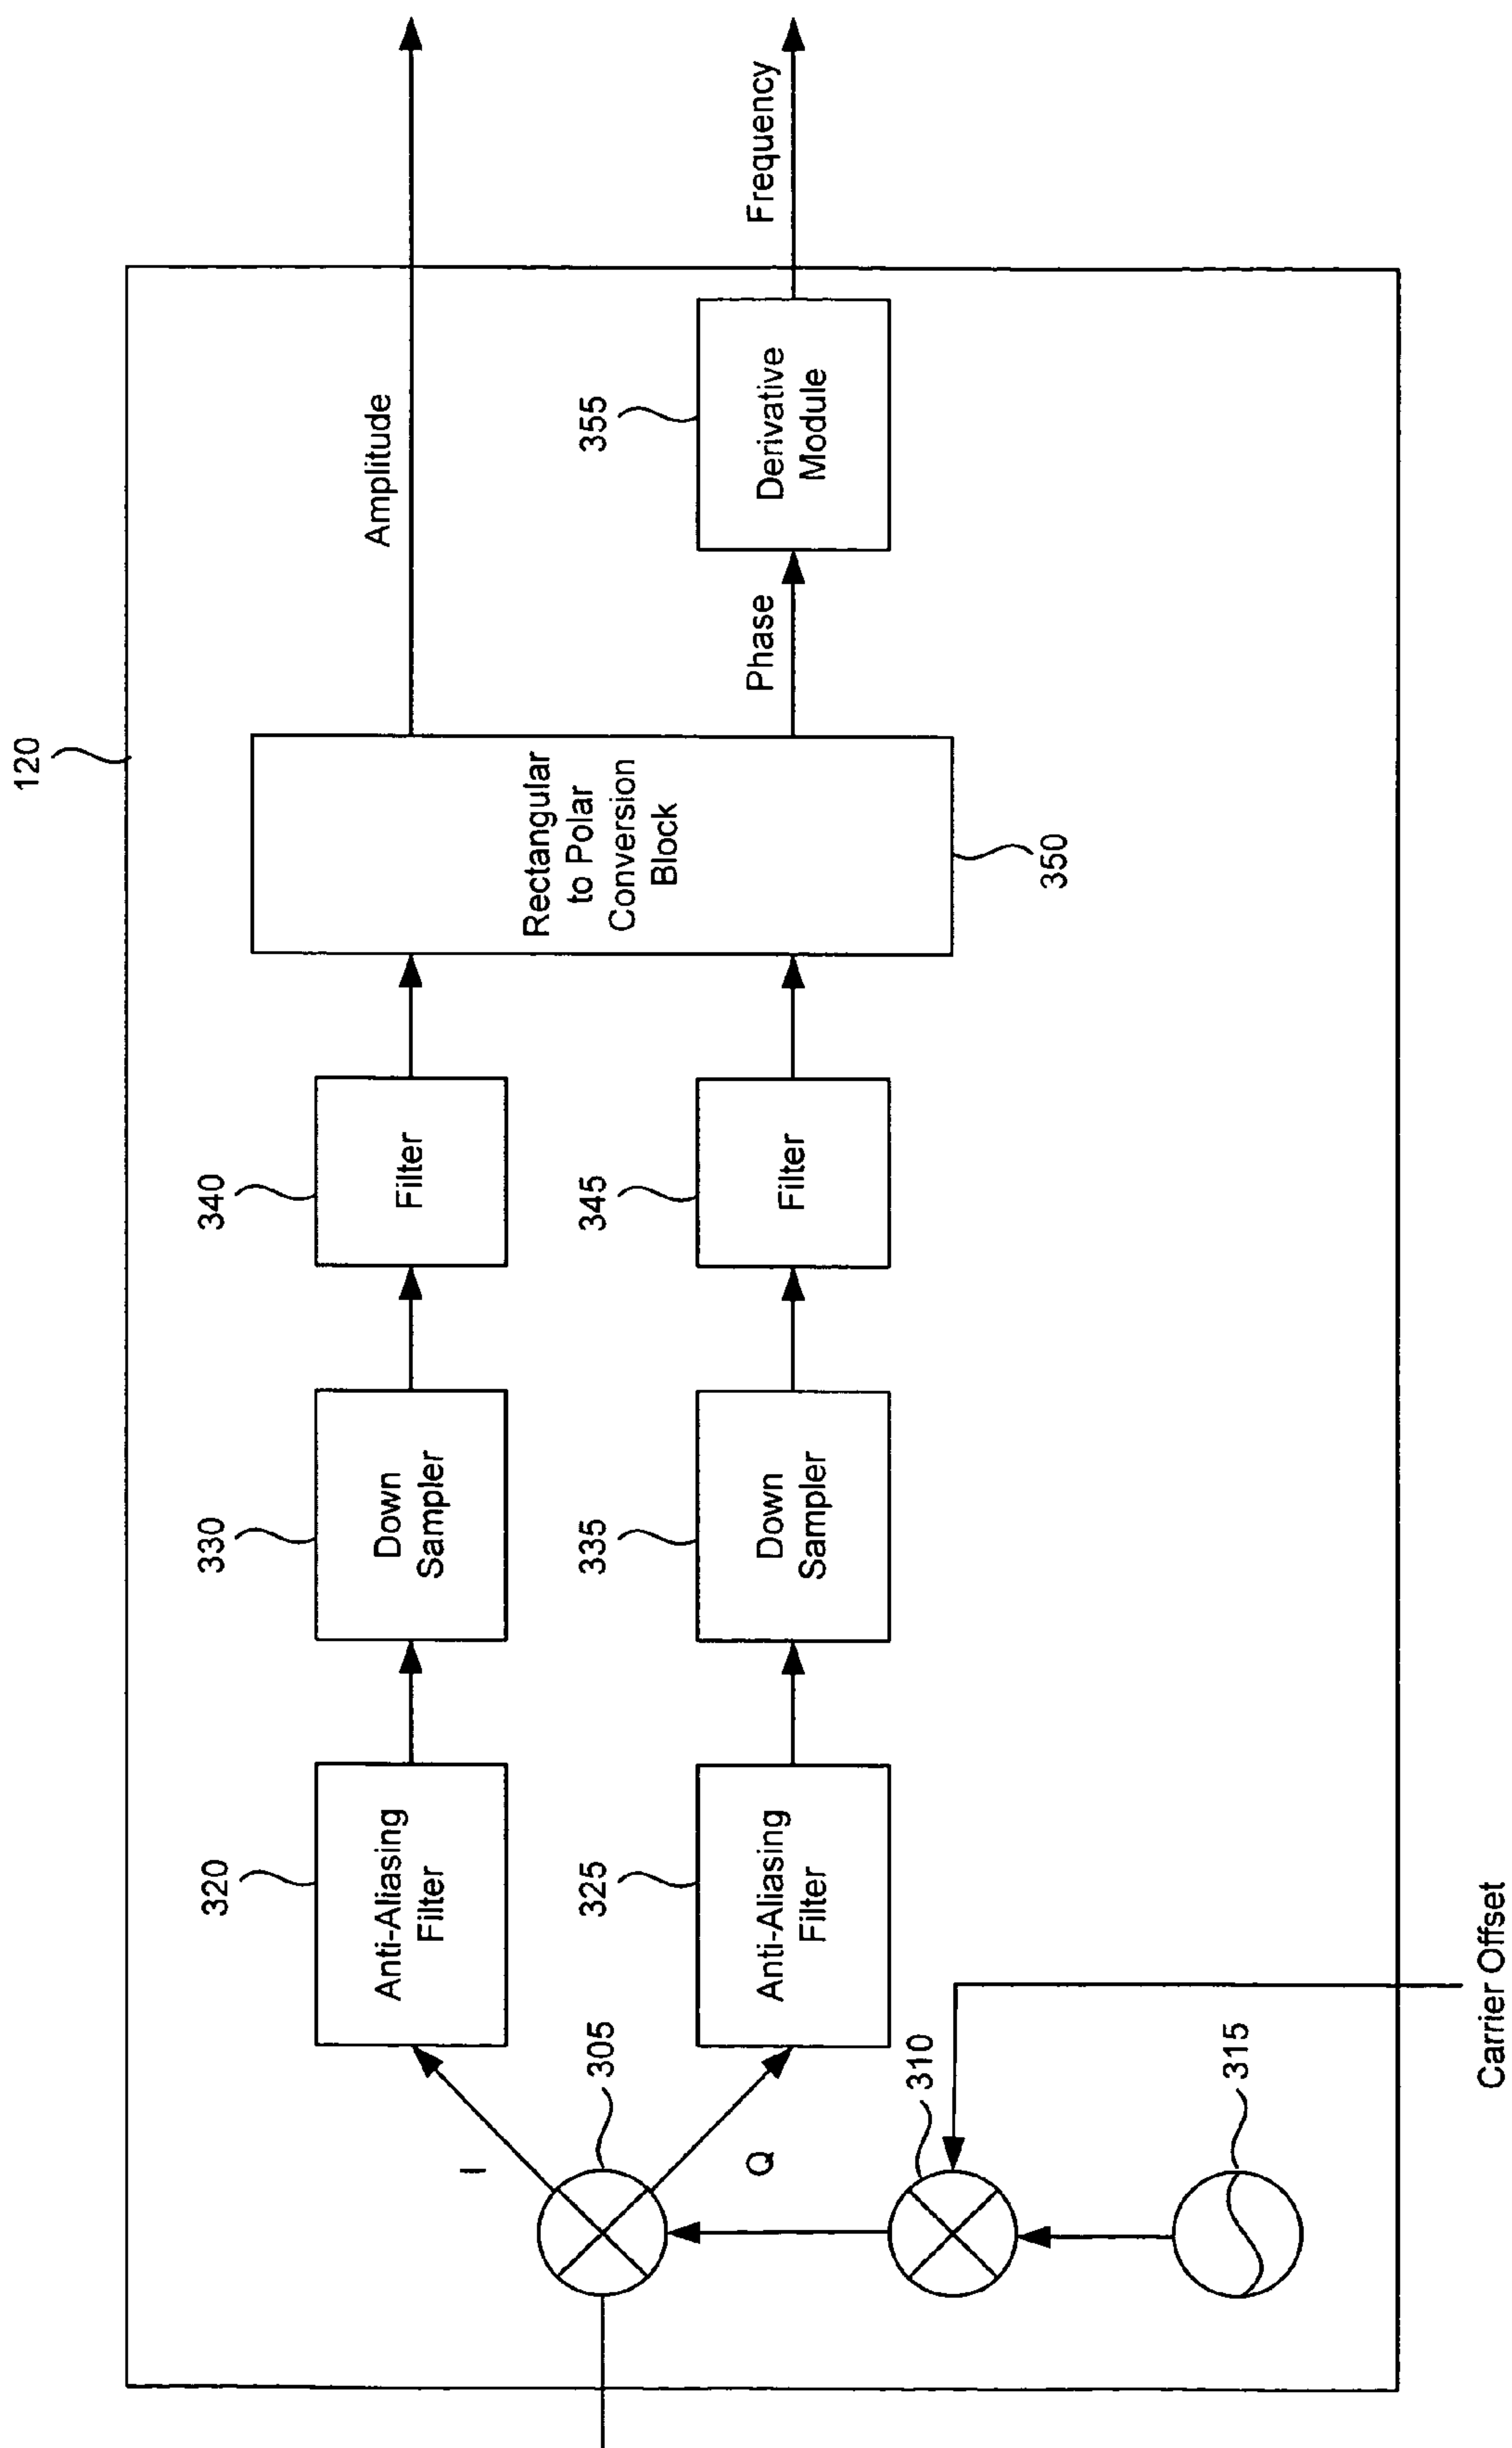 120
Amplitude
Frequency
320
Anti-Aliasing
Filter
330
Down
Sampler
340
Filter
Rectangular
to Polar
Conversion
Block
350
Phase
355
Derivative
Module
I
305
Q
325
Anti-Aliasing
Filter
335
Down
Sampler
345
Filter
310
315
Carrier Offset